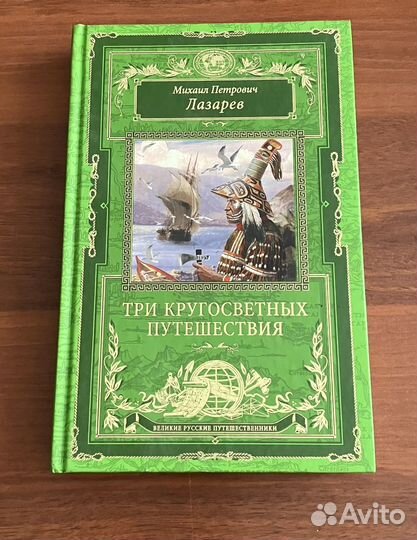 Михаил Петрович
Лазарев
ТРИ КРУГОСВЕТНЫХ
ПУТЕШЕСТВИЯ
ВЕЛИКИЕ РУССКИЕ ПУТЕШЕСТВЕННИКИ
Avito